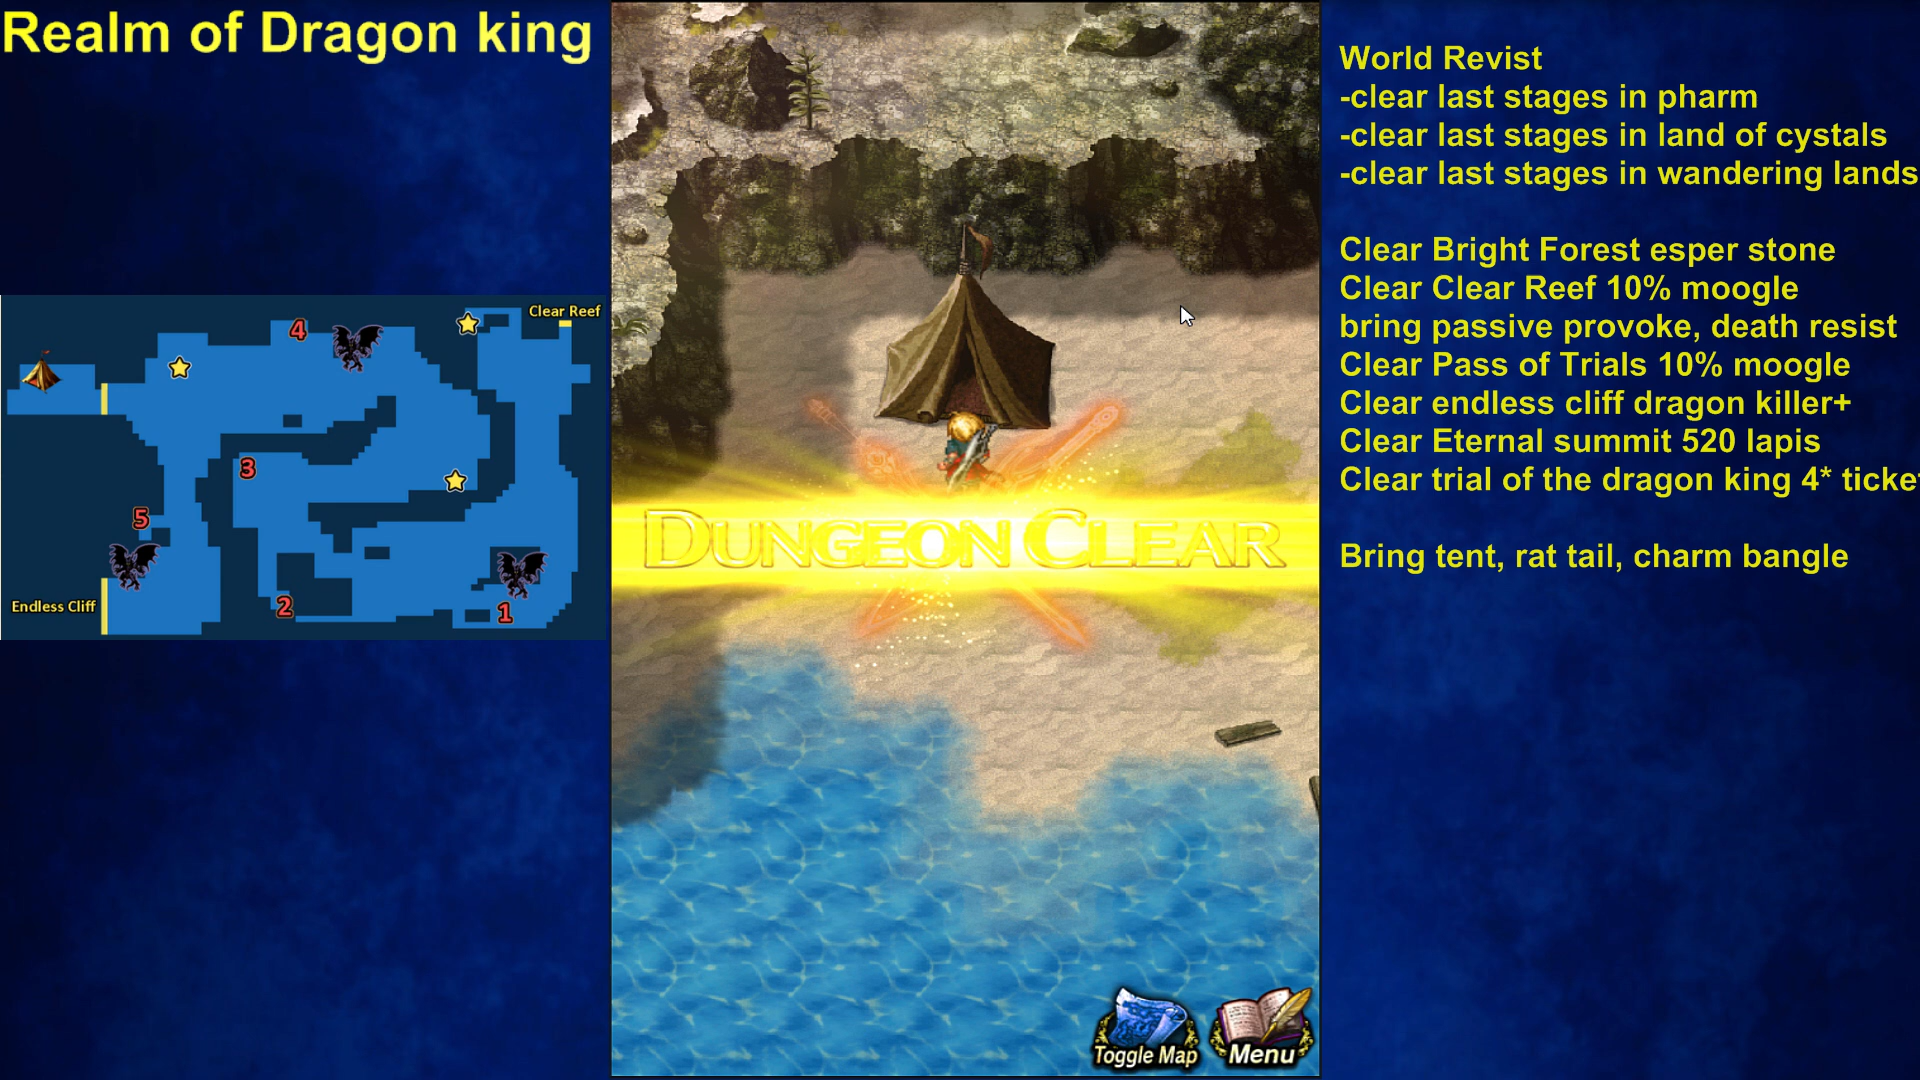 Realm of Dragon king
Clear Reef
4
3
5
2
1
Endless Cliff
DUNGEON CLEAR
Toggle Map
Menu
World Revist
-clear last stages in pharm
-clear last stages in land of cystals
-clear last stages in wandering lands
Clear Bright Forest esper stone
Clear Clear Reef 10% moogle
bring passive provoke, death resist
Clear Pass of Trials 10% moogle
Clear endless cliff dragon killer+
Clear Eternal summit 520 lapis
Clear trial of the dragon king 4* ticke
Bring tent, rat tail, charm bangle